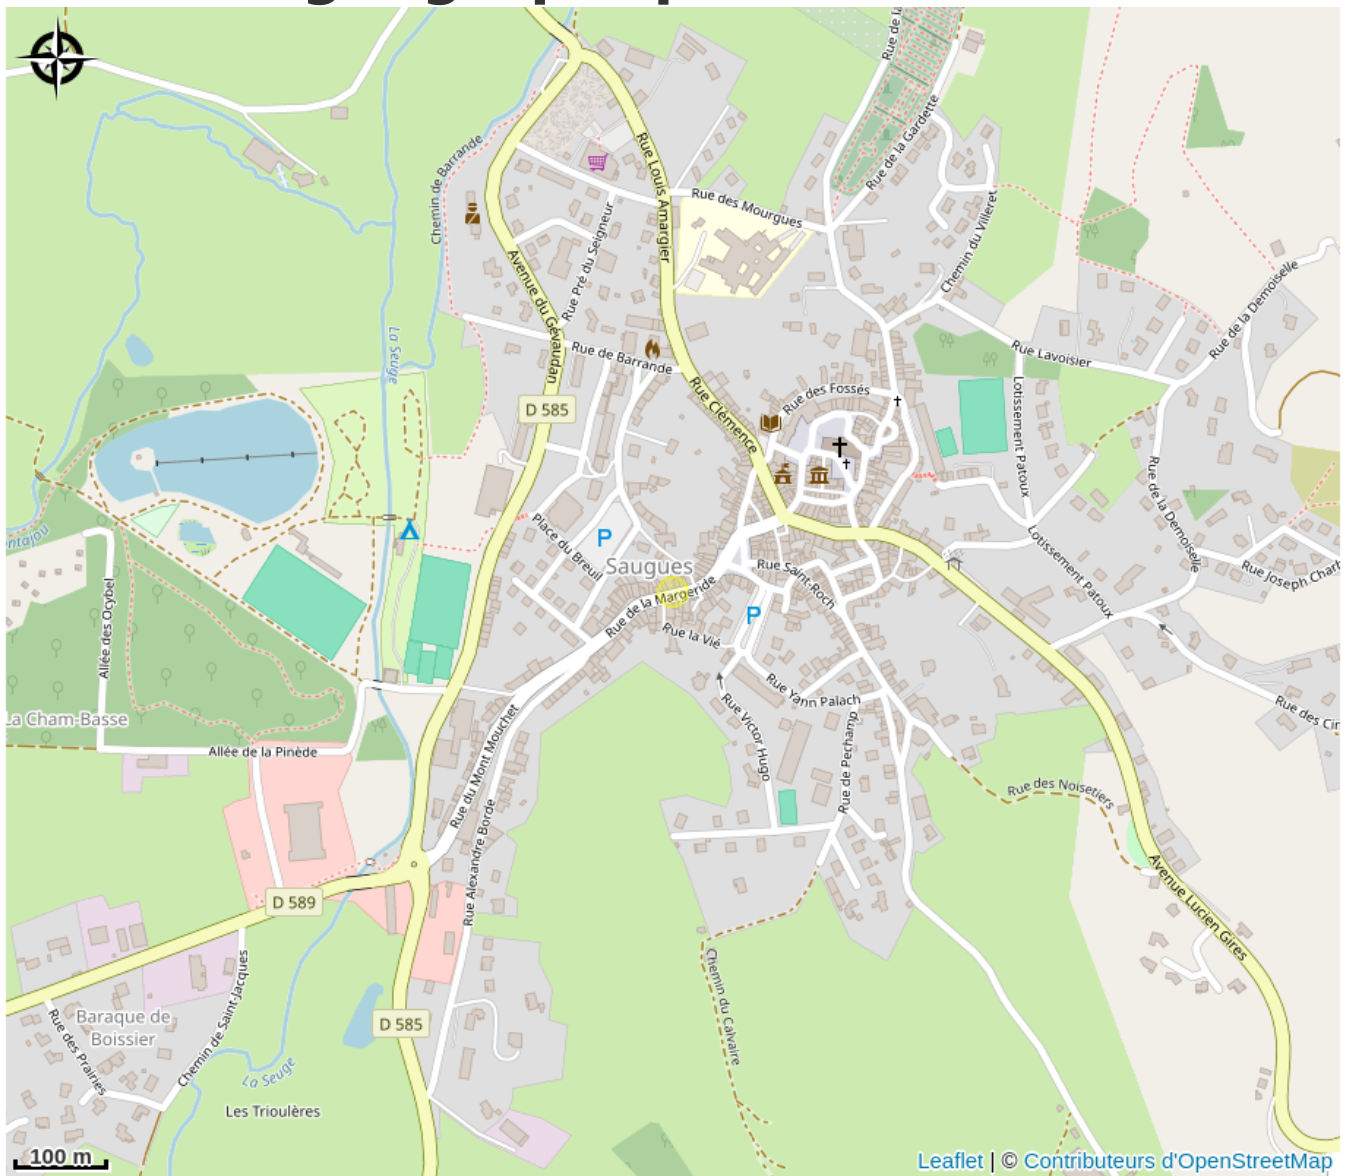 Rue de la Gardette
Rue Louis Amargier
Chemin de Barrande
Rue des Mourgues
Chemin du Villeret
Rue Pré du Seigneur
Avenue du Gévaudan
Rue de la Demoiselle
La Seuge
Rue de Barrande
Rue Lavoisier
Rue Clémence
Rue des Fossés
Lotissement Patoux
D 585
Rue de la Demoiselle
Place du Breuil
P
Saugues
Rue Saint-Roch
Lotissement Patoux
Rue Joseph Charb
Allée des Ocybel
Rue de la Margeride
P
Rue la Vié
Rue Yann Palach
La Cham-Basse
Allée de la Pinède
Rue du Mont Mouchet
Rue Victor Hugo
Rue de Pechamp
Rue des Cin
Rue des Noisetiers
Rue Alexandre Borde
D 589
Avenue Lucien Gires
Chemin du Calvaire
Chemin de Saint-Jacques
Baraque de
Boissier
D 585
Rue des Prairies
La Seuge
Les Trioulères
100 m
Leaflet | © Contributeurs d'OpenStreetMap